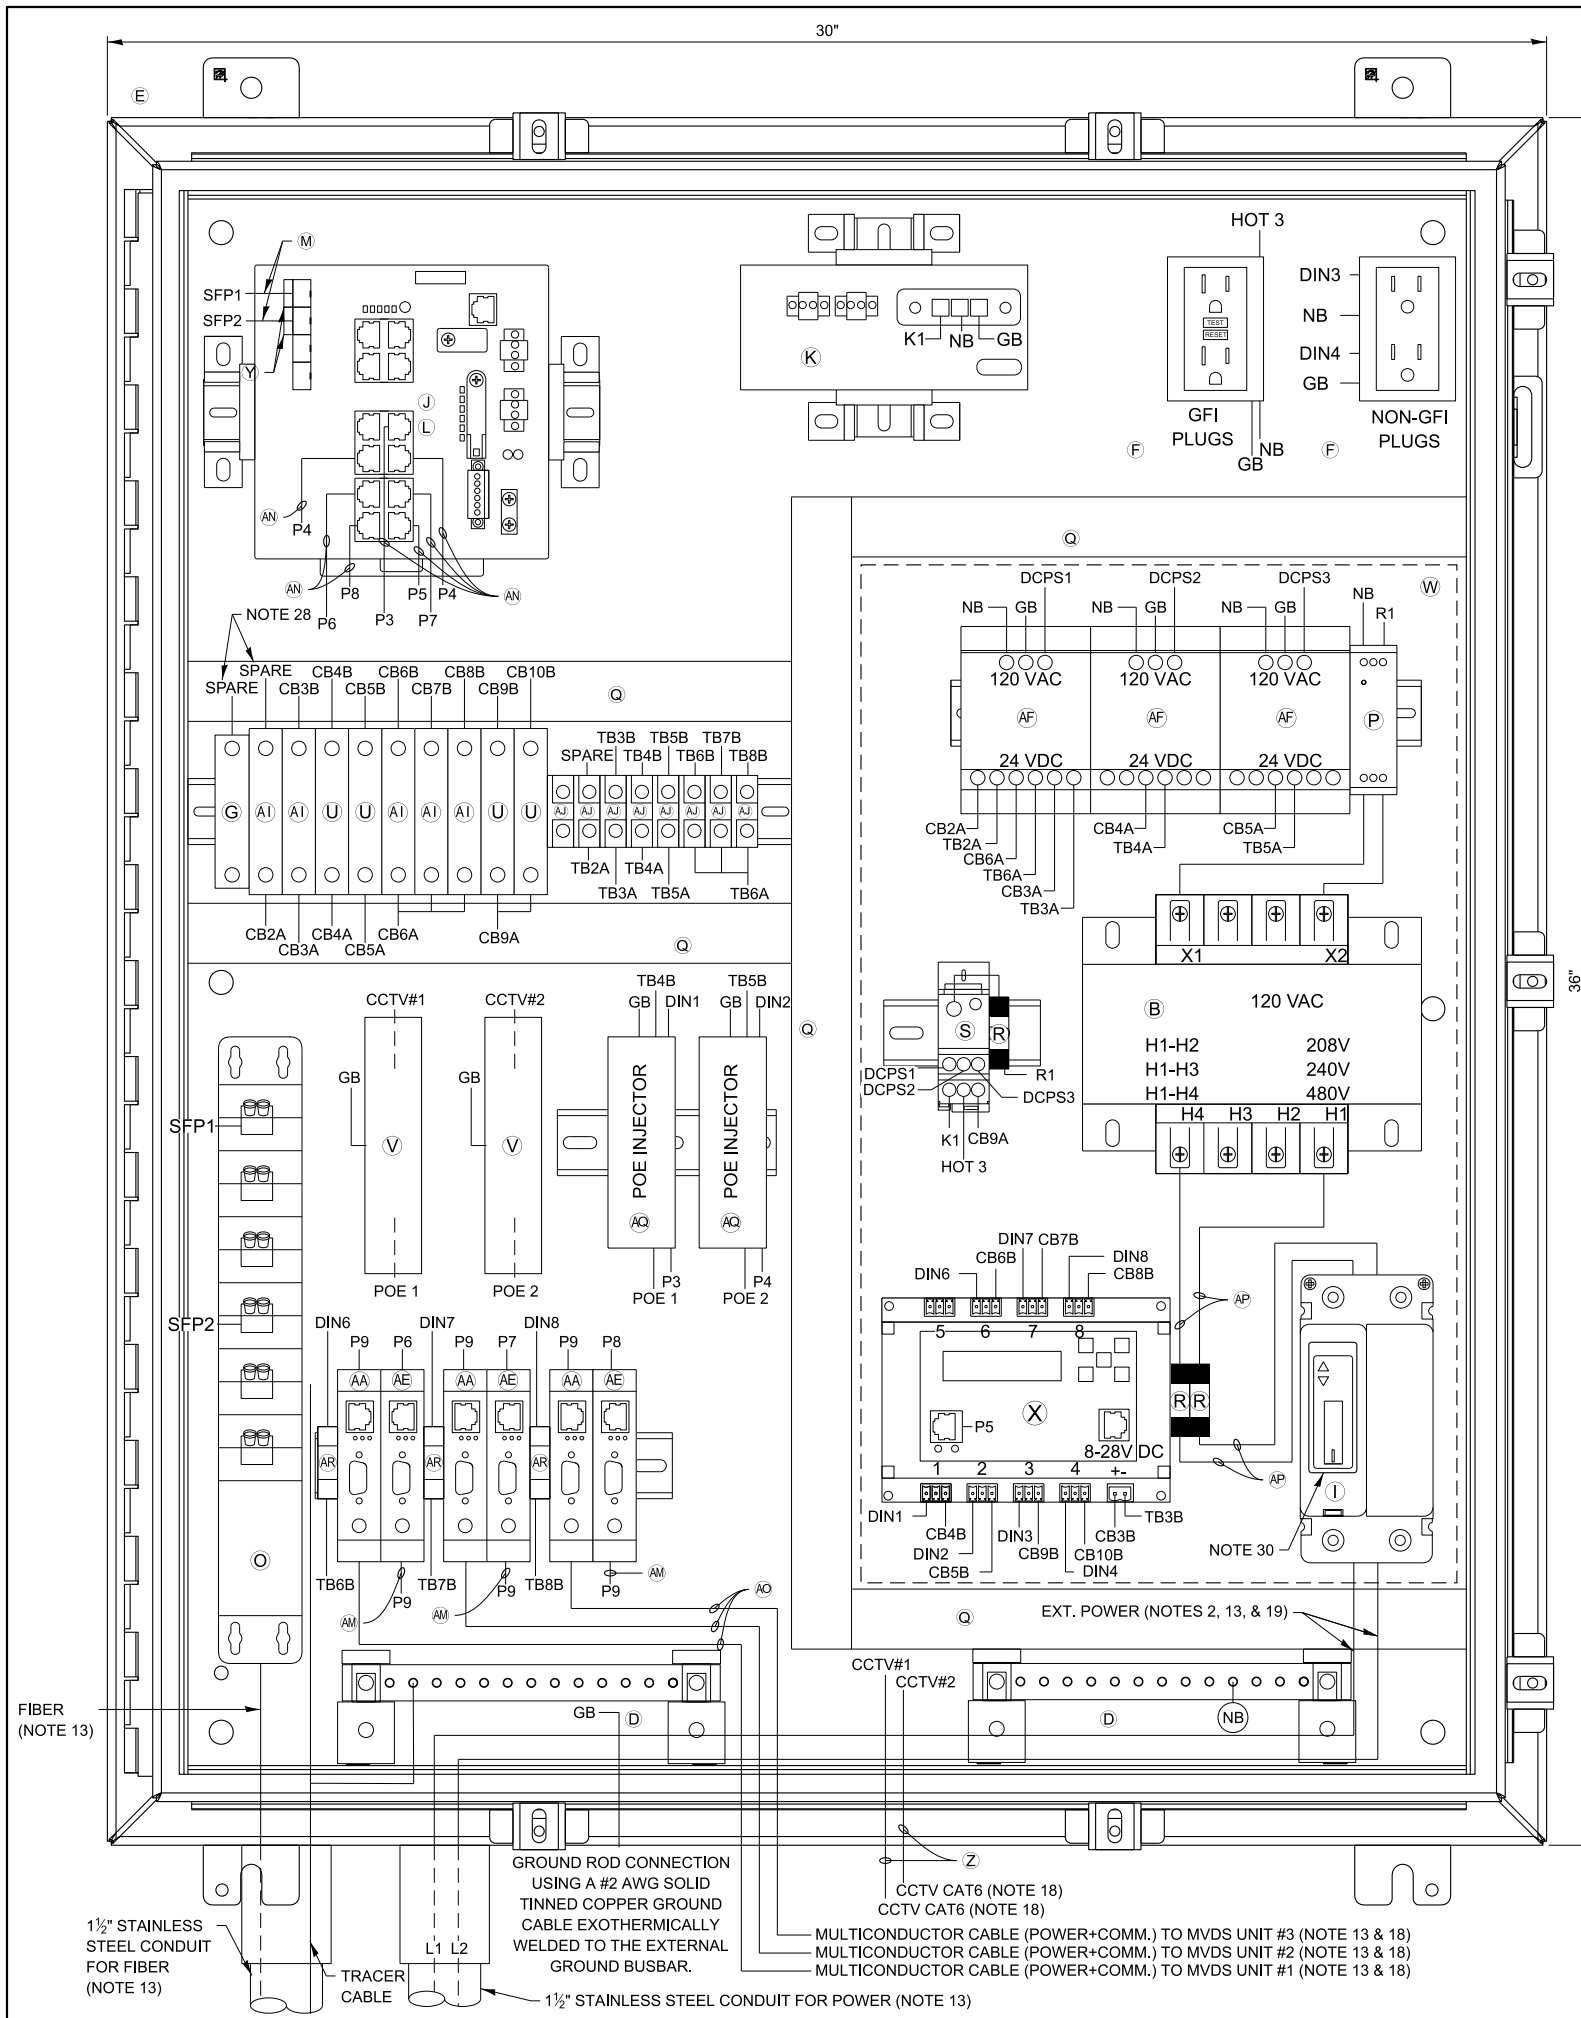 30"
E
HOT 3
M
SFP1
SFP2
Y
J
L
K
K1
NB
GB
TEST
RESET
DIN3
NB
DIN4
GB
GFI
PLUGS
NON-GFI
PLUGS
F
F
NB
GB
AN
P4
AN
P8
P5
P4
AN
P6
P3
P7
NOTE 28
Q
W
DCPS1
DCPS2
DCPS3
NB
GB
NB
GB
NB
GB
NB
R1
120 VAC
120 VAC
120 VAC
AF
AF
AF
P
24 VDC
24 VDC
24 VDC
CB2A
TB2A
CB6A
TB6A
CB3A
TB3A
CB4A
TB4A
CB5A
TB5A
SPARE
SPARE
CB3B
CB4B
CB5B
CB6B
CB7B
CB8B
CB9B
CB10B
Q
SPARE
TB3B
TB4B
TB5B
TB6B
TB7B
TB8B
G
AI
AI
U
U
AI
AI
AI
U
U
AJ
AJ
AJ
AJ
AJ
AJ
AJ
AJ
TB2A
TB3A
TB4A
TB5A
TB6A
CB2A
CB3A
CB4A
CB5A
CB6A
CB9A
Q
X1
X2
B
120 VAC
H1-H2 208V
H1-H3 240V
H1-H4 480V
H4
H3
H2
H1
36"
CCTV#1
CCTV#2
GB
TB4B
DIN1
GB
TB5B
DIN2
Q
GB
GB
V
V
POE INJECTOR
POE INJECTOR
AQ
AQ
POE 1
POE 2
P3
POE 1
P4
POE 2
S
R
DCPS1
DCPS2
R1
DCPS3
K1
CB9A
HOT 3
SFP1
SFP2
O
DIN6
P9
P6
DIN7
P9
P7
DIN8
P9
P8
AA
AE
AA
AE
AA
AE
AR
AR
AR
TB6B
P9
TB7B
P9
TB8B
P9
AM
AM
AM
AO
DIN6
CB6B
DIN7
CB7B
DIN8
CB8B
5
6
7
8
X
P5
8-28V DC
1
2
3
4
+-
DIN1
CB4B
DIN2
CB5B
DIN3
CB9B
CB10B
DIN4
CB3B
TB3B
AP
R
R
AP
I
NOTE 30
Q
EXT. POWER (NOTES 2, 13, & 19)
CCTV#1
CCTV#2
GB
D
D
NB
FIBER
(NOTE 13)
Z
CCTV CAT6 (NOTE 18)
CCTV CAT6 (NOTE 18)
GROUND ROD CONNECTION
USING A #2 AWG SOLID
TINNED COPPER GROUND
CABLE EXOTHERMICALLY
WELDED TO THE EXTERNAL
GROUND BUSBAR.
1½" STAINLESS
STEEL CONDUIT
FOR FIBER
(NOTE 13)
TRACER
CABLE
L1
L2
MULTICONDUCTOR CABLE (POWER+COMM.) TO MVDS UNIT #3 (NOTE 13 & 18)
MULTICONDUCTOR CABLE (POWER+COMM.) TO MVDS UNIT #2 (NOTE 13 & 18)
MULTICONDUCTOR CABLE (POWER+COMM.) TO MVDS UNIT #1 (NOTE 13 & 18)
1½" STAINLESS STEEL CONDUIT FOR POWER (NOTE 13)